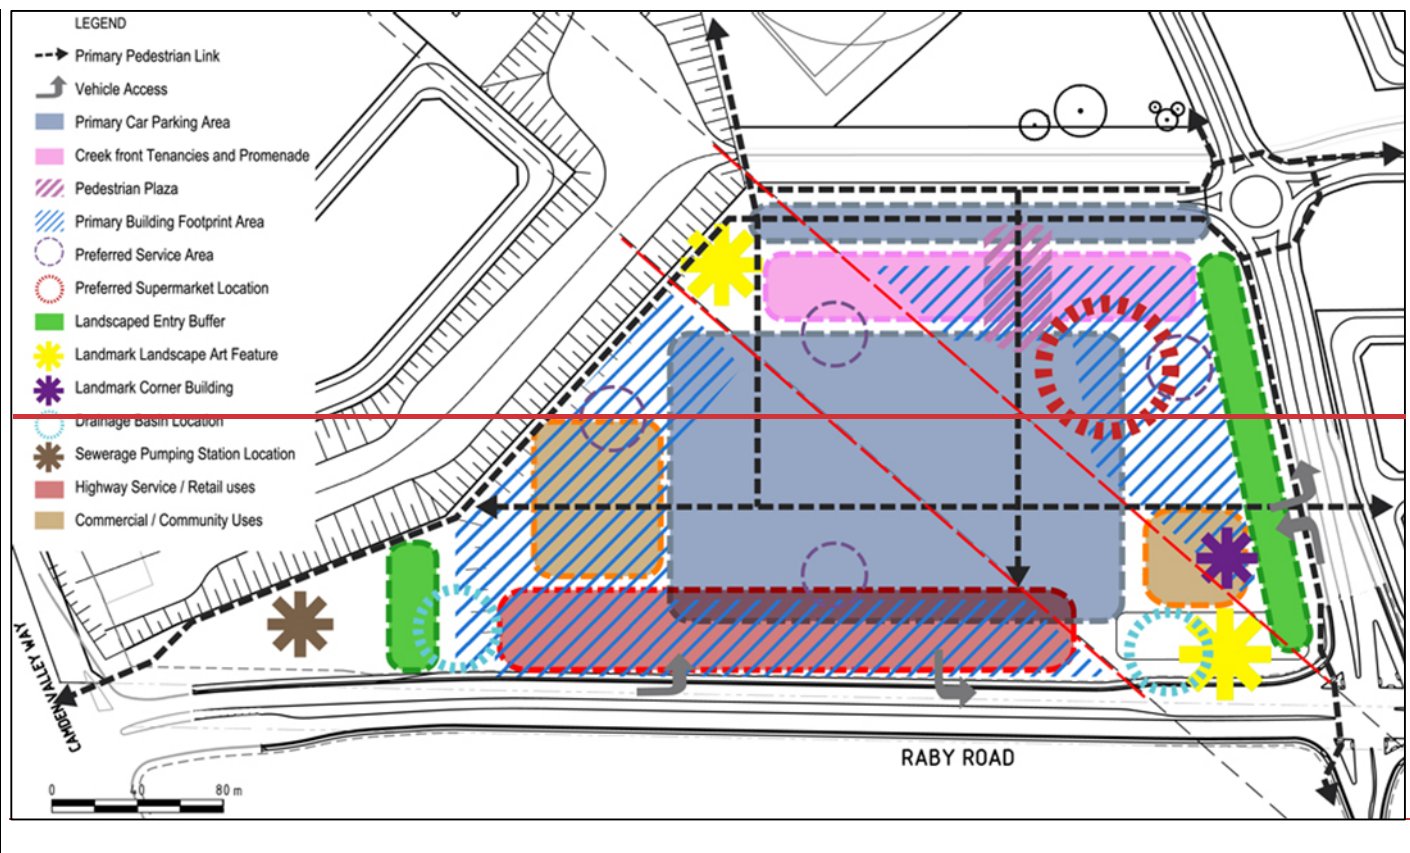 LEGEND
Primary Pedestrian Link
Vehicle Access
Primary Car Parking Area
Creek front Tenancies and Promenade
Pedestrian Plaza
Primary Building Footprint Area
Preferred Service Area
Preferred Supermarket Location
Landscaped Entry Buffer
Landmark Landscape Art Feature
Landmark Corner Building
Drainage Basin Location
Sewerage Pumping Station Location
Highway Service / Retail uses
Commercial / Community Uses
CAMDEN VALLEY WAY
RABY ROAD
0 40 80 m